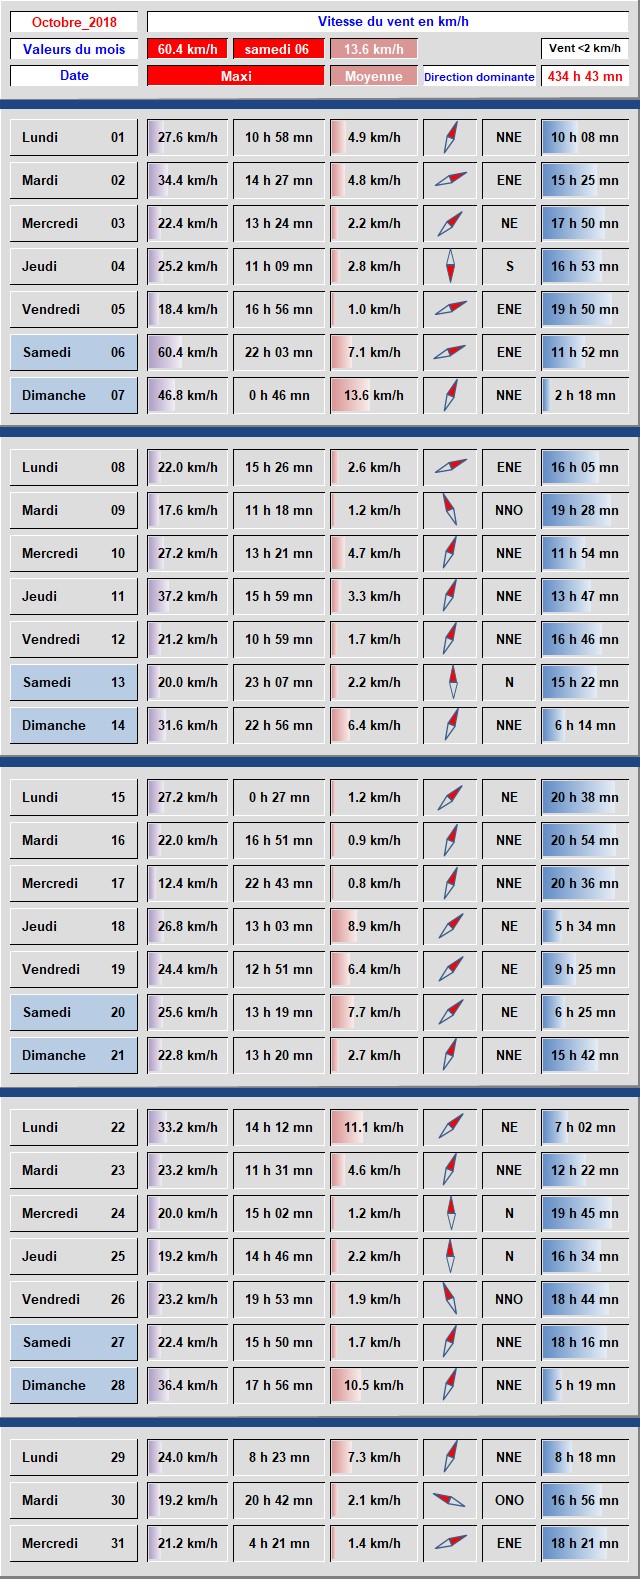 Octobre_2018 Vitesse du vent en km/h
Valeurs du mois 60.4 km/h samedi 06 13.6 km/h Vent <2 km/h
Date Maxi Moyenne Direction dominante 434 h 43 mn
Lundi 01 27.6 km/h 10 h 58 mn 4.9 km/h NNE 10 h 08 mn
Mardi 02 34.4 km/h 14 h 27 mn 4.8 km/h ENE 15 h 25 mn
Mercredi 03 22.4 km/h 13 h 24 mn 2.2 km/h NE 17 h 50 mn
Jeudi 04 25.2 km/h 11 h 09 mn 2.8 km/h S 16 h 53 mn
Vendredi 05 18.4 km/h 16 h 56 mn 1.0 km/h ENE 19 h 50 mn
Samedi 06 60.4 km/h 22 h 03 mn 7.1 km/h ENE 11 h 52 mn
Dimanche 07 46.8 km/h 0 h 46 mn 13.6 km/h NNE 2 h 18 mn
Lundi 08 22.0 km/h 15 h 26 mn 2.6 km/h ENE 16 h 05 mn
Mardi 09 17.6 km/h 11 h 18 mn 1.2 km/h NNO 19 h 28 mn
Mercredi 10 27.2 km/h 13 h 21 mn 4.7 km/h NNE 11 h 54 mn
Jeudi 11 37.2 km/h 15 h 59 mn 3.3 km/h NNE 13 h 47 mn
Vendredi 12 21.2 km/h 10 h 59 mn 1.7 km/h NNE 16 h 46 mn
Samedi 13 20.0 km/h 23 h 07 mn 2.2 km/h N 15 h 22 mn
Dimanche 14 31.6 km/h 22 h 56 mn 6.4 km/h NNE 6 h 14 mn
Lundi 15 27.2 km/h 0 h 27 mn 1.2 km/h NE 20 h 38 mn
Mardi 16 22.0 km/h 16 h 51 mn 0.9 km/h NNE 20 h 54 mn
Mercredi 17 12.4 km/h 22 h 43 mn 0.8 km/h NNE 20 h 36 mn
Jeudi 18 26.8 km/h 13 h 03 mn 8.9 km/h NE 5 h 34 mn
Vendredi 19 24.4 km/h 12 h 51 mn 6.4 km/h NE 9 h 25 mn
Samedi 20 25.6 km/h 13 h 19 mn 7.7 km/h NE 6 h 25 mn
Dimanche 21 22.8 km/h 13 h 20 mn 2.7 km/h NNE 15 h 42 mn
Lundi 22 33.2 km/h 14 h 12 mn 11.1 km/h NE 7 h 02 mn
Mardi 23 23.2 km/h 11 h 31 mn 4.6 km/h NNE 12 h 22 mn
Mercredi 24 20.0 km/h 15 h 02 mn 1.2 km/h N 19 h 45 mn
Jeudi 25 19.2 km/h 14 h 46 mn 2.2 km/h N 16 h 34 mn
Vendredi 26 23.2 km/h 19 h 53 mn 1.9 km/h NNO 18 h 44 mn
Samedi 27 22.4 km/h 15 h 50 mn 1.7 km/h NNE 18 h 16 mn
Dimanche 28 36.4 km/h 17 h 56 mn 10.5 km/h NNE 5 h 19 mn
Lundi 29 24.0 km/h 8 h 23 mn 7.3 km/h NNE 8 h 18 mn
Mardi 30 19.2 km/h 20 h 42 mn 2.1 km/h ONO 16 h 56 mn
Mercredi 31 21.2 km/h 4 h 21 mn 1.4 km/h ENE 18 h 21 mn